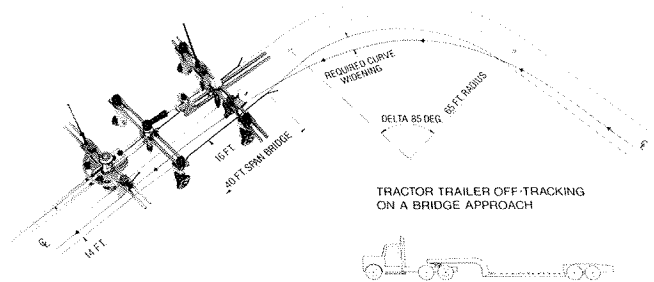 REQUIRED CURVE
WIDENING
DELTA 85 DEG.
65 FT RADIUS
16 FT
40 FT SPAN BRIDGE
14 FT.
TRACTOR TRAILER OFF-TRACKING
ON A BRIDGE APPROACH
℄
℄